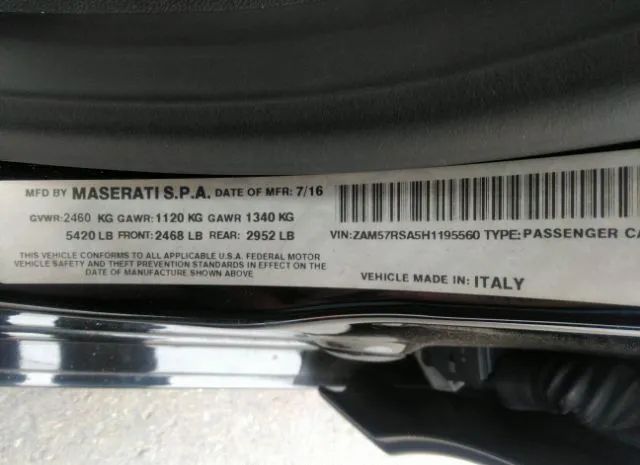 MFD BY MASERATI S.P.A. DATE OF MFR: 7/16
GVWR: 2460 KG GAWR: 1120 KG GAWR 1340 KG
5420 LB FRONT: 2468 LB REAR: 2952 LB
THIS VEHICLE CONFORMS TO ALL APPLICABLE U.S.A. FEDERAL MOTOR
VEHICLE SAFETY AND THEFT PREVENTION STANDARDS IN EFFECT ON THE
DATE OF MANUFACTURE SHOWN ABOVE
VIN: ZAM57RSA5H1195560 TYPE: PASSENGER CA
VEHICLE MADE IN: ITALY